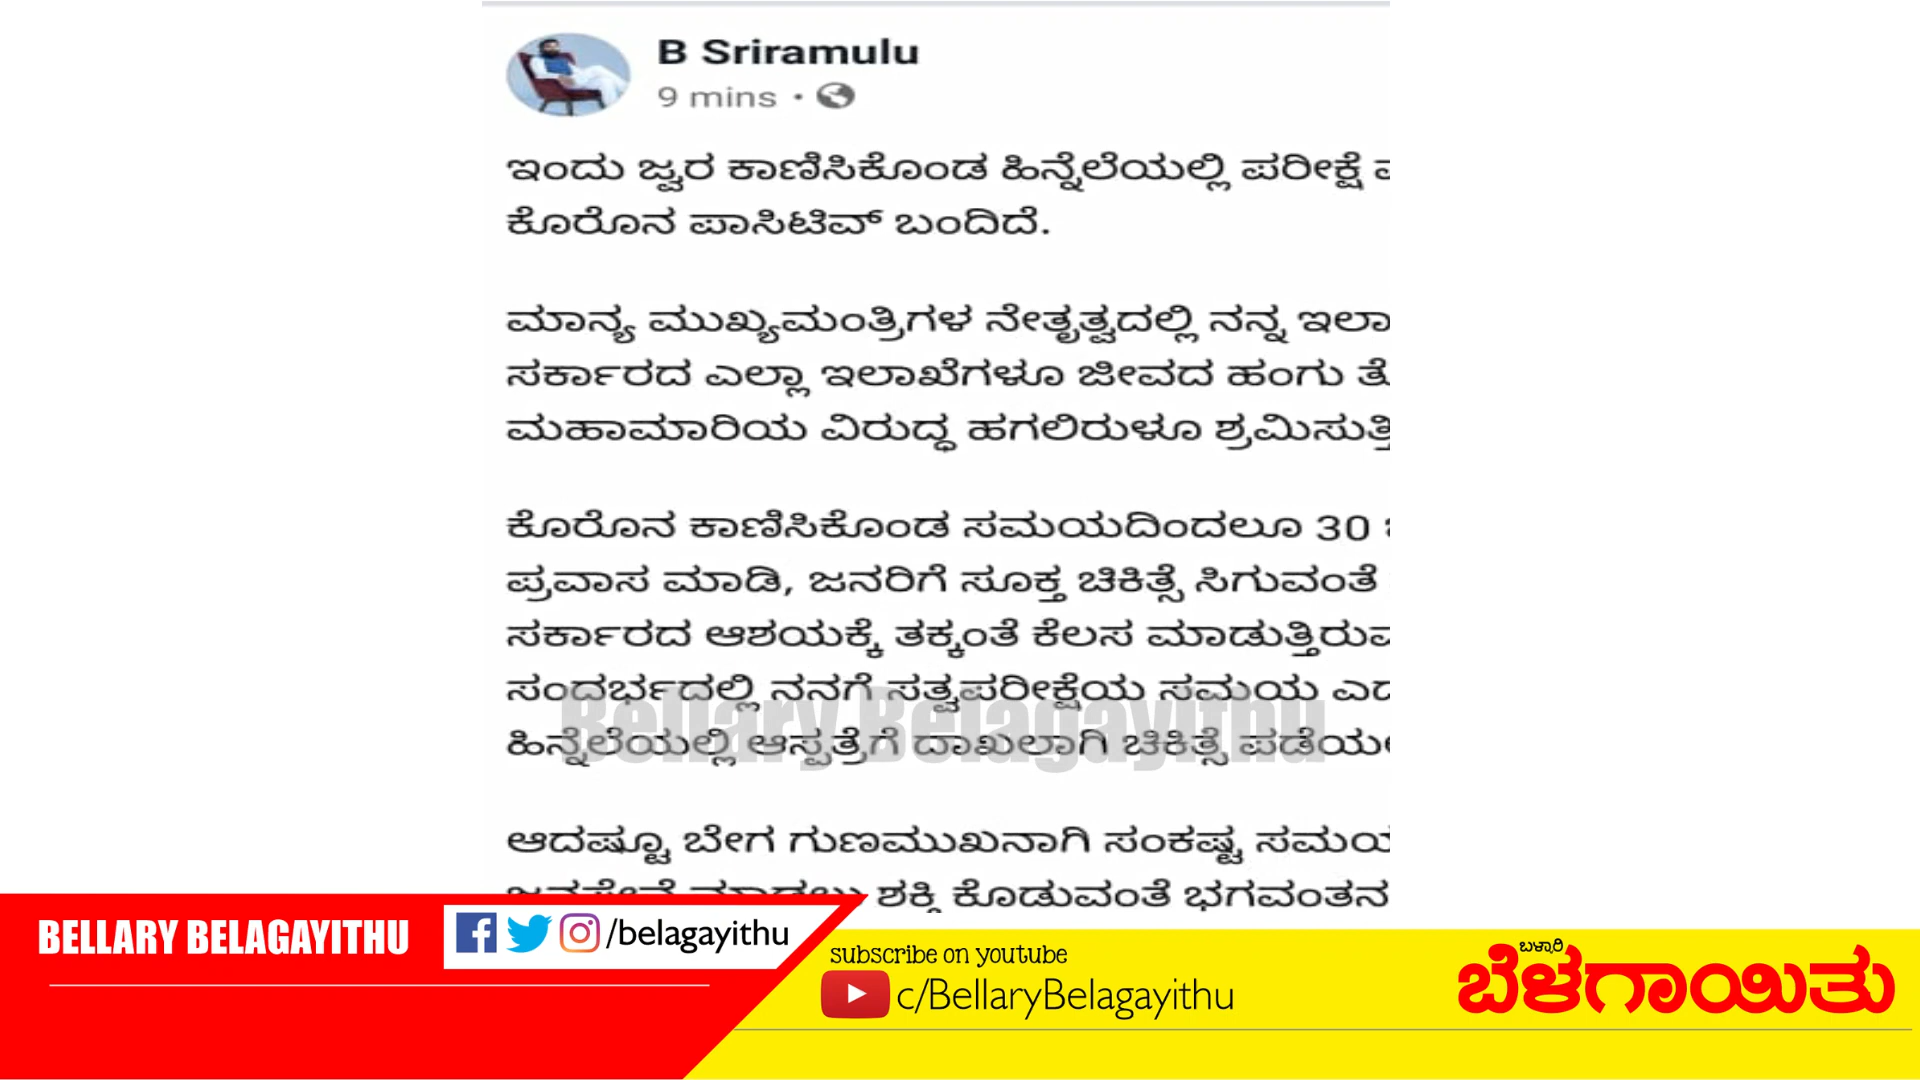 B Sriramulu
9 mins ·
ಇಂದು ಜ್ವರ ಕಾಣಿಸಿಕೊಂಡ ಹಿನ್ನೆಲೆಯಲ್ಲಿ ಪರೀಕ್ಷೆ
ಕೊರೊನ ಪಾಸಿಟಿವ್ ಬಂದಿದೆ.
ಮಾನ್ಯ ಮುಖ್ಯಮಂತ್ರಿಗಳ ನೇತೃತ್ವದಲ್ಲಿ ನನ್ನ ಇಲಾ
ಸರ್ಕಾರದ ಎಲ್ಲಾ ಇಲಾಖೆಗಳೂ ಜೀವದ ಹಂಗು
ಮಹಾಮಾರಿಯ ವಿರುದ್ಧ ಹಗಲಿರುಳೂ ಶ್ರಮಿಸುತ್ತಿ
ಕೊರೊನ ಕಾಣಿಸಿಕೊಂಡ ಸಮಯದಿಂದಲೂ 30
ಪ್ರವಾಸ ಮಾಡಿ, ಜನರಿಗೆ ಸೂಕ್ತ ಚಿಕಿತ್ಸೆ ಸಿಗುವಂತೆ
ಸರ್ಕಾರದ ಆಶಯಕ್ಕೆ ತಕ್ಕಂತೆ ಕೆಲಸ ಮಾಡುತ್ತಿರುವ
ಸಂದರ್ಭದಲ್ಲಿ ನನಗೆ ಸತ್ವಪರೀಕ್ಷೆಯ ಸಮಯ
ಹಿನ್ನೆಲೆಯಲ್ಲಿ ಆಸ್ಪತ್ರೆಗೆ ದಾಖಲಾಗಿ ಚಿಕಿತ್ಸೆ ಪಡೆಯ
Bellary Belagayithu
ಆದಷ್ಟೂ ಬೇಗ ಗುಣಮುಖನಾಗಿ ಸಂಕಷ್ಟ ಸಮಯ
ಜನಸೇವೆ ಮಾಡಲು ಶಕ್ತಿ ಕೊಡುವಂತೆ ಭಗವಂತನ
BELLARY BELAGAYITHU
/belagayithu
subscribe on youtube
c/BellaryBelagayithu
ಬಳ್ಳಾರಿ
ಬೆಳಗಾಯಿತು